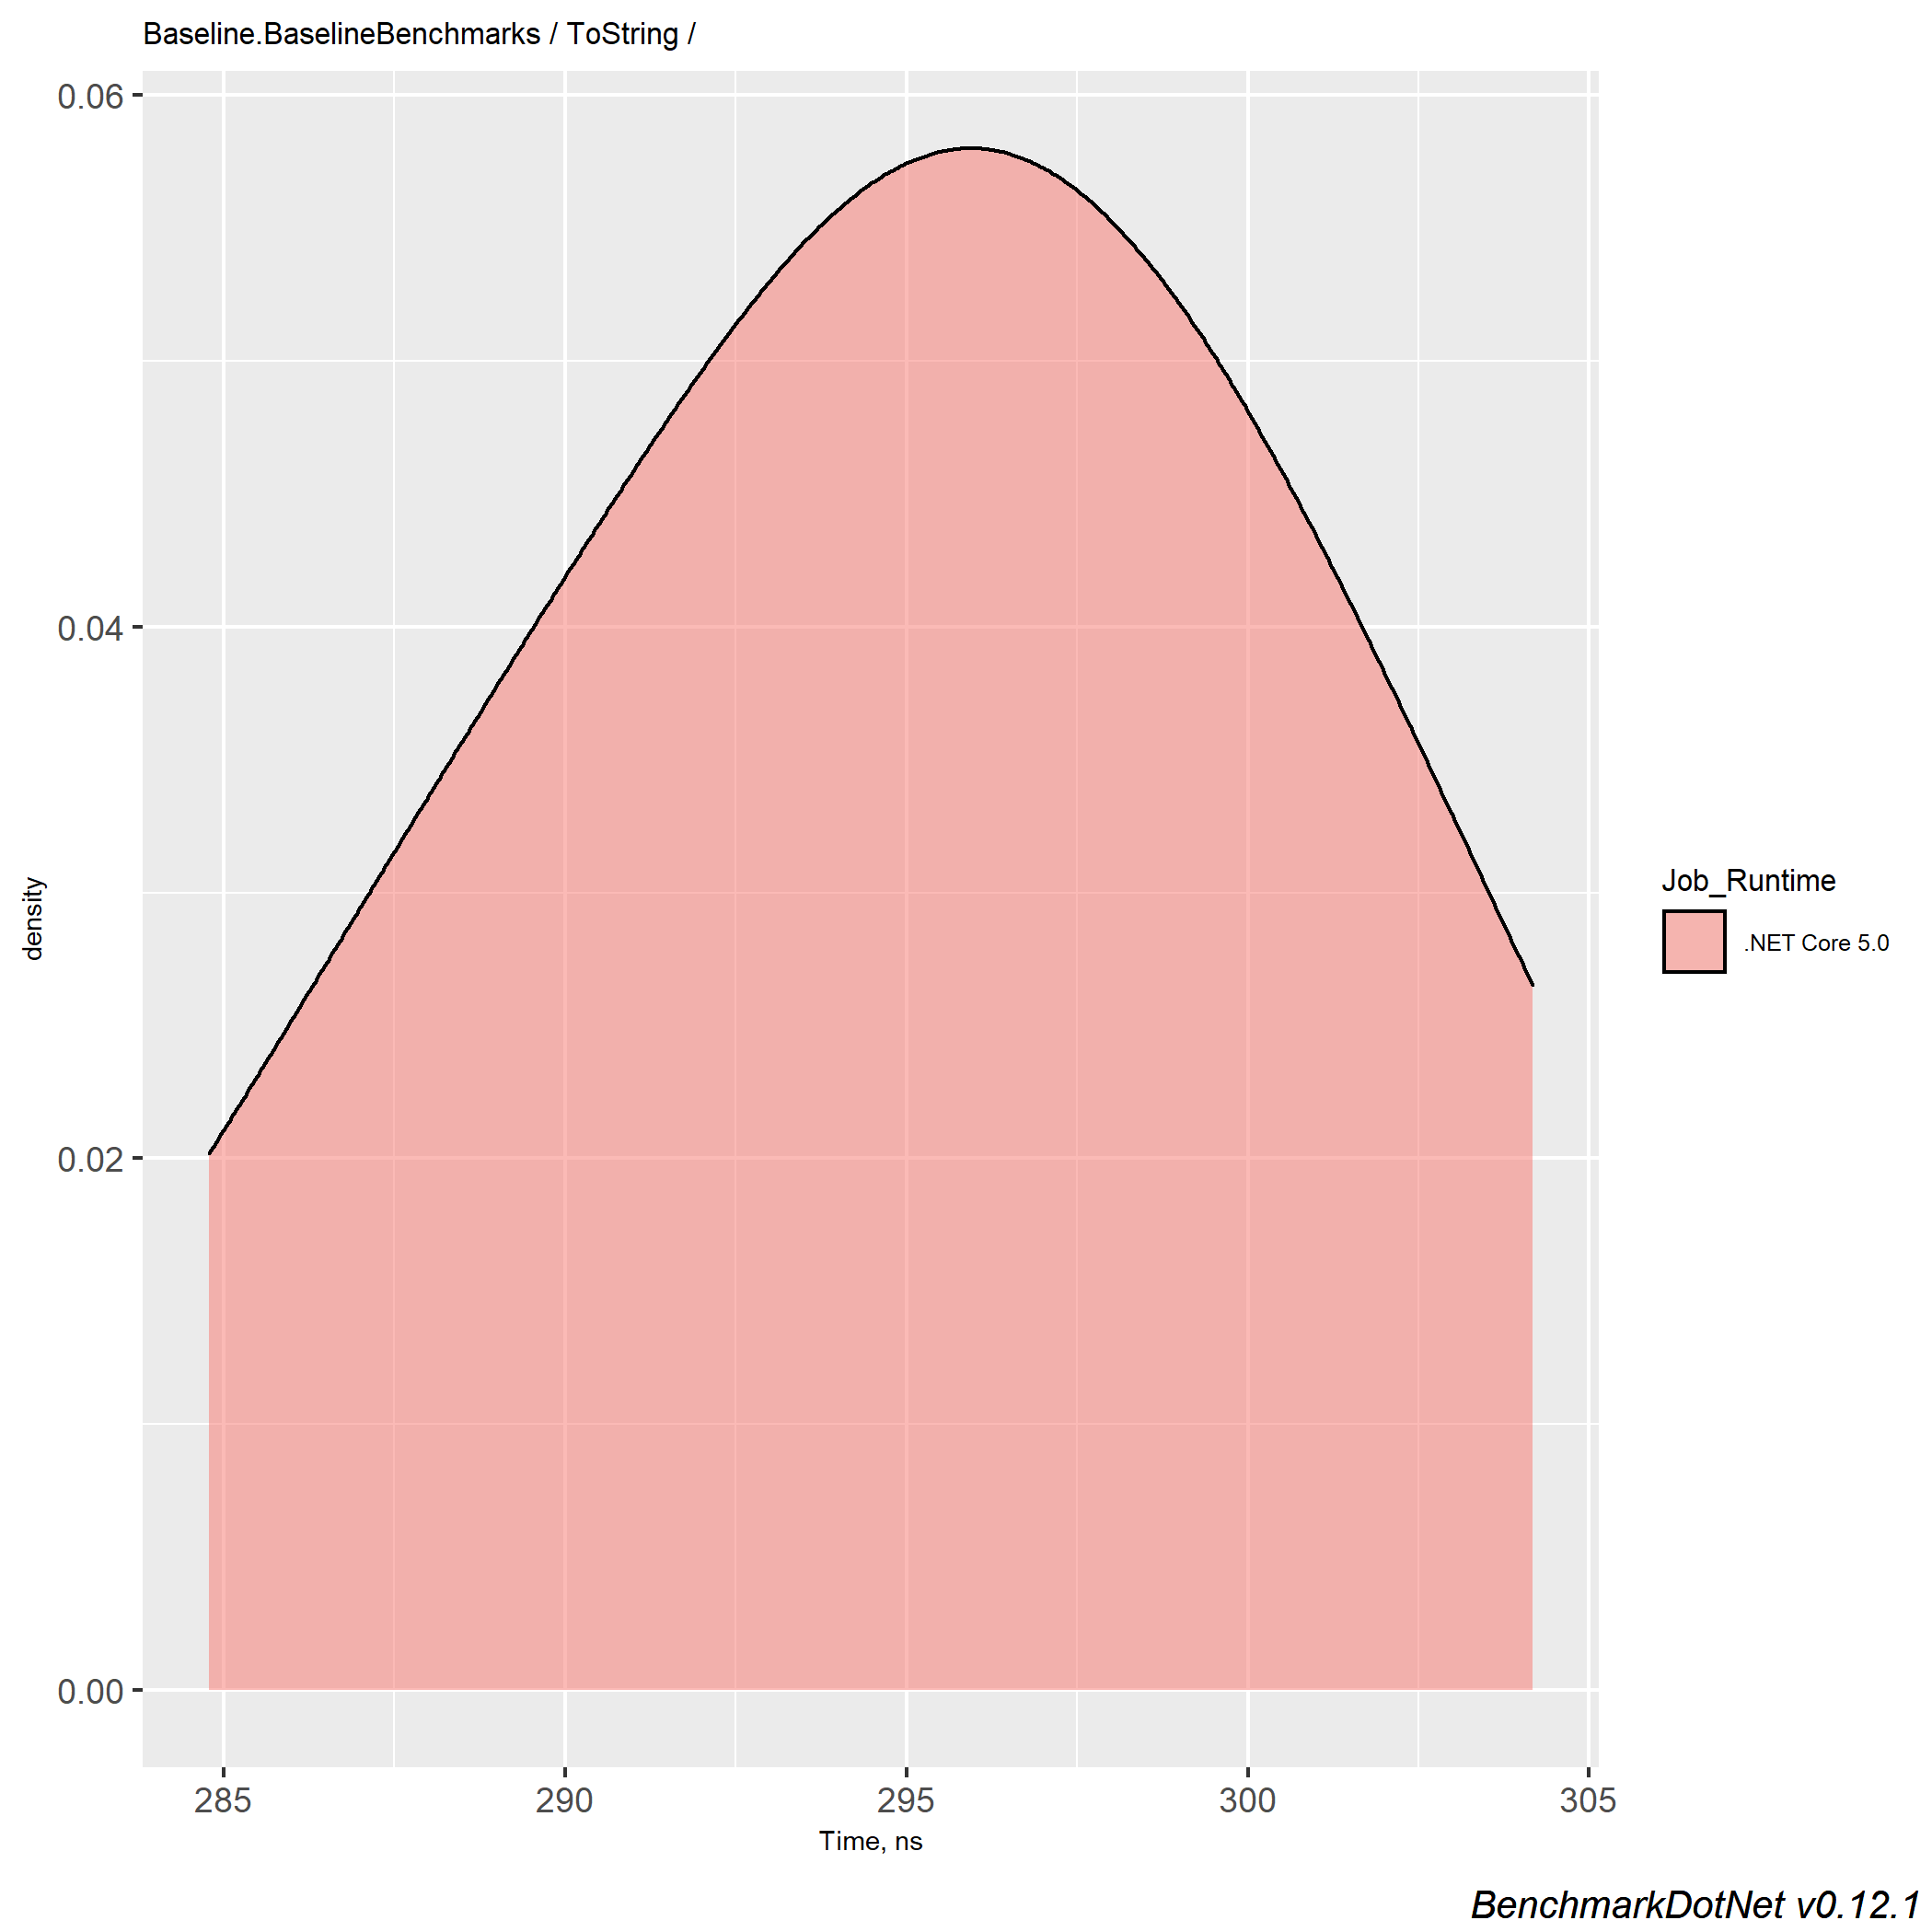 Baseline.BaselineBenchmarks / ToString /
0.06
0.04
0.02
0.00
density
285 290 295 300 305
Time, ns
Job_Runtime
.NET Core 5.0
BenchmarkDotNet v0.12.1